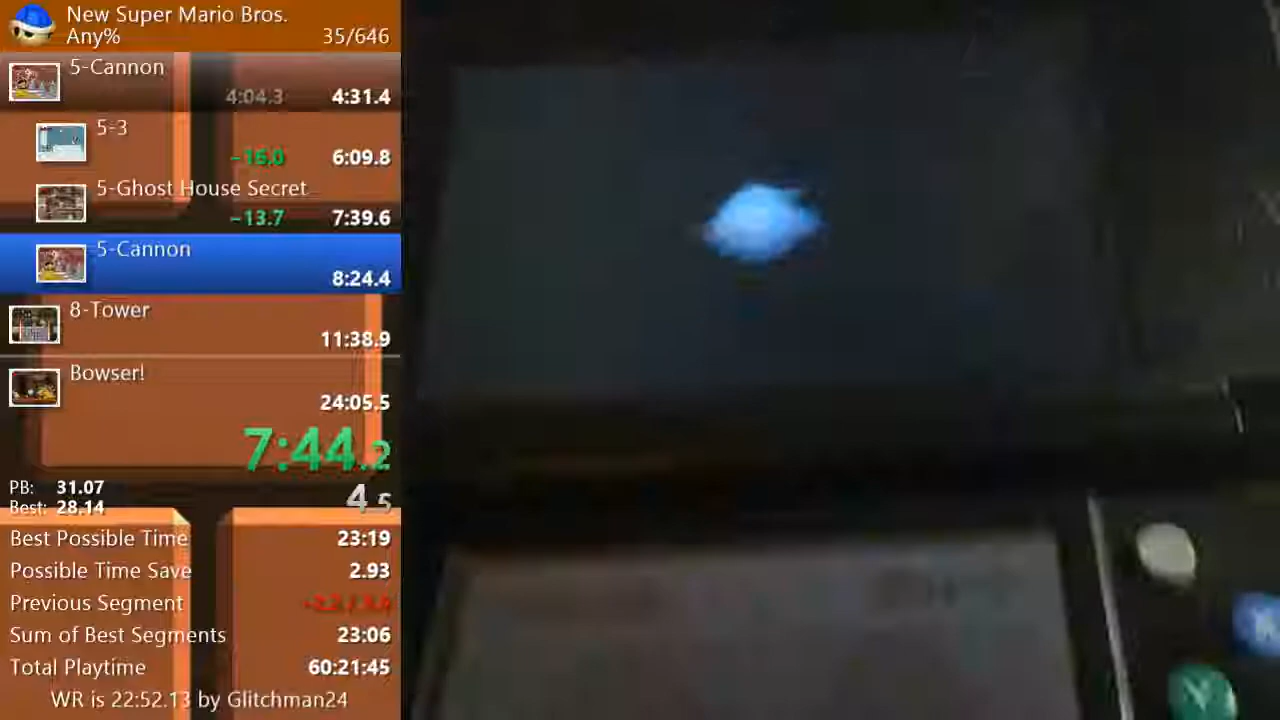 New Super Mario Bros.
Any% 35/646
5-Cannon
4:04.3 4:31.4
5-3
-16.0 6:09.8
5-Ghost House Secret
-13.7 7:39.6
5-Cannon
8:24.4
8-Tower
11:38.9
Bowser!
24:05.5
7:44.2
PB: 31.07
Best: 28.14
4.5
Best Possible Time 23:19
Possible Time Save 2.93
Previous Segment
Sum of Best Segments 23:06
Total Playtime 60:21:45
WR is 22:52.13 by Glitchman24